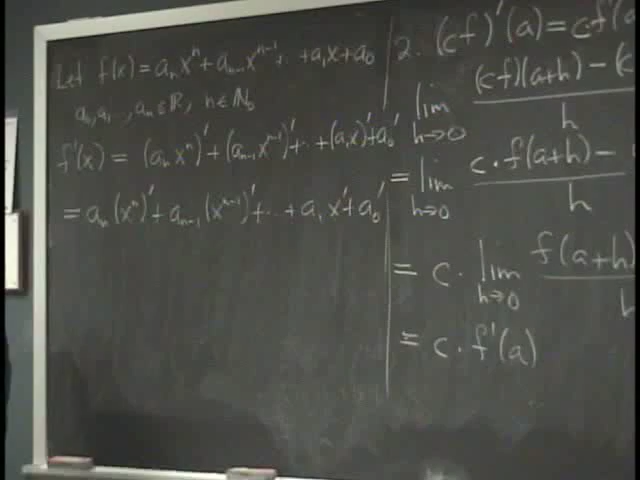 Let f(x) = aₙxⁿ + aₙ₋₁xⁿ⁻¹ + ·· + a₁x + a₀
a₀, a₁ , aₙ ∈ ℝ, n ∈ ℕ₀
f'(x) = (aₙxⁿ)' + (aₙ₋₁xⁿ⁻¹)' + ·· + (a₁x)' + a₀'
= aₙ(xⁿ)' + aₙ₋₁(xⁿ⁻¹)' + ·· + a₁x' + a₀'
2. (cf)'(a) = c·f'(a
lim h→0 (cf)(a+h) − (c / h
= lim h→0 c·f(a+h) − / h
= c · lim h→0 f(a+h) / h
= c · f'(a)